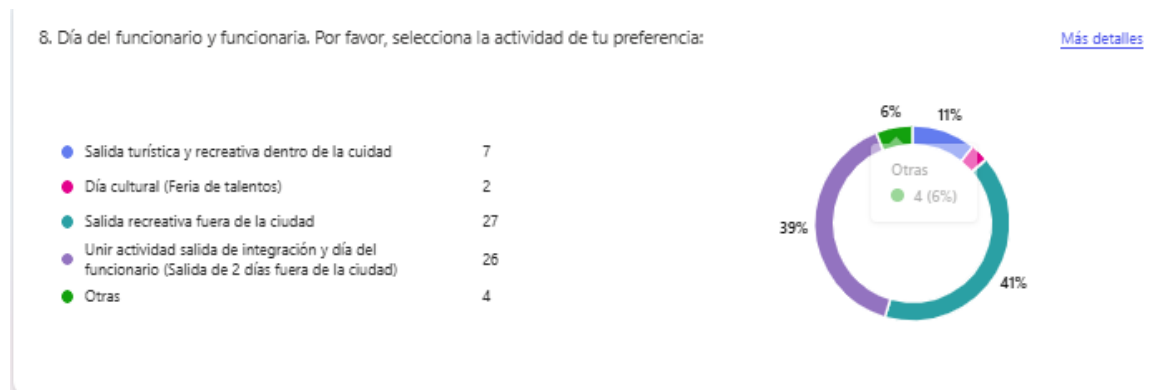 8. Día del funcionario y funcionaria. Por favor, selecciona la actividad de tu preferencia:
Más detalles
Salida turística y recreativa dentro de la cuidad 7
Día cultural (Feria de talentos) 2
Salida recreativa fuera de la ciudad 27
Unir actividad salida de integración y día del
funcionario (Salida de 2 días fuera de la ciudad) 26
Otras 4
6%
11%
Otras
4 (6%)
39%
41%